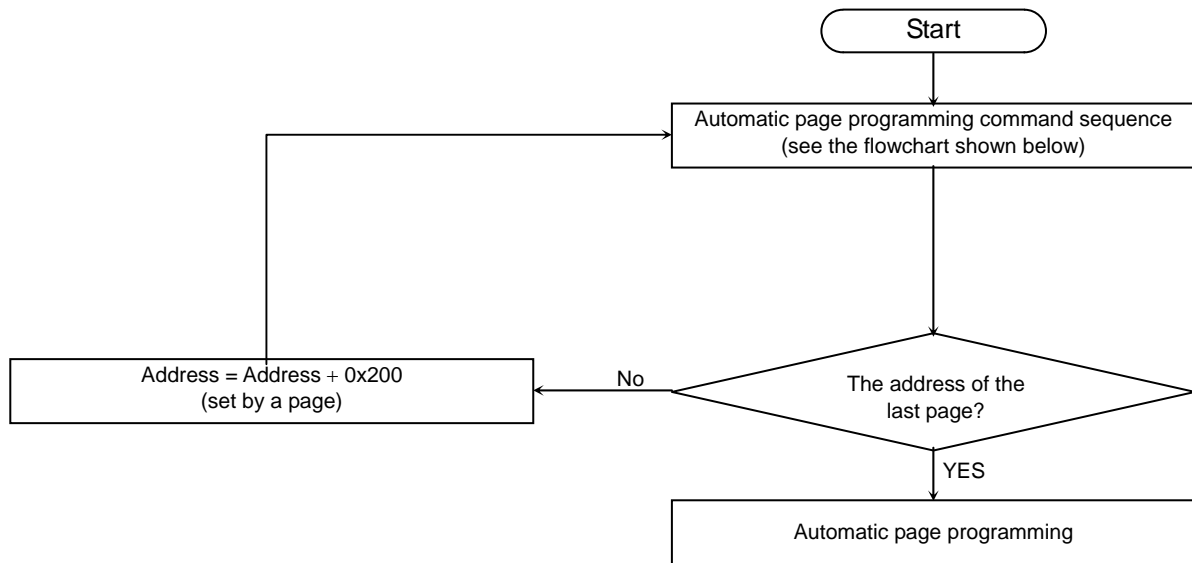 Start
Automatic page programming command sequence
(see the flowchart shown below)
Address = Address + 0x200
(set by a page)
No
The address of the
last page?
YES
Automatic page programming